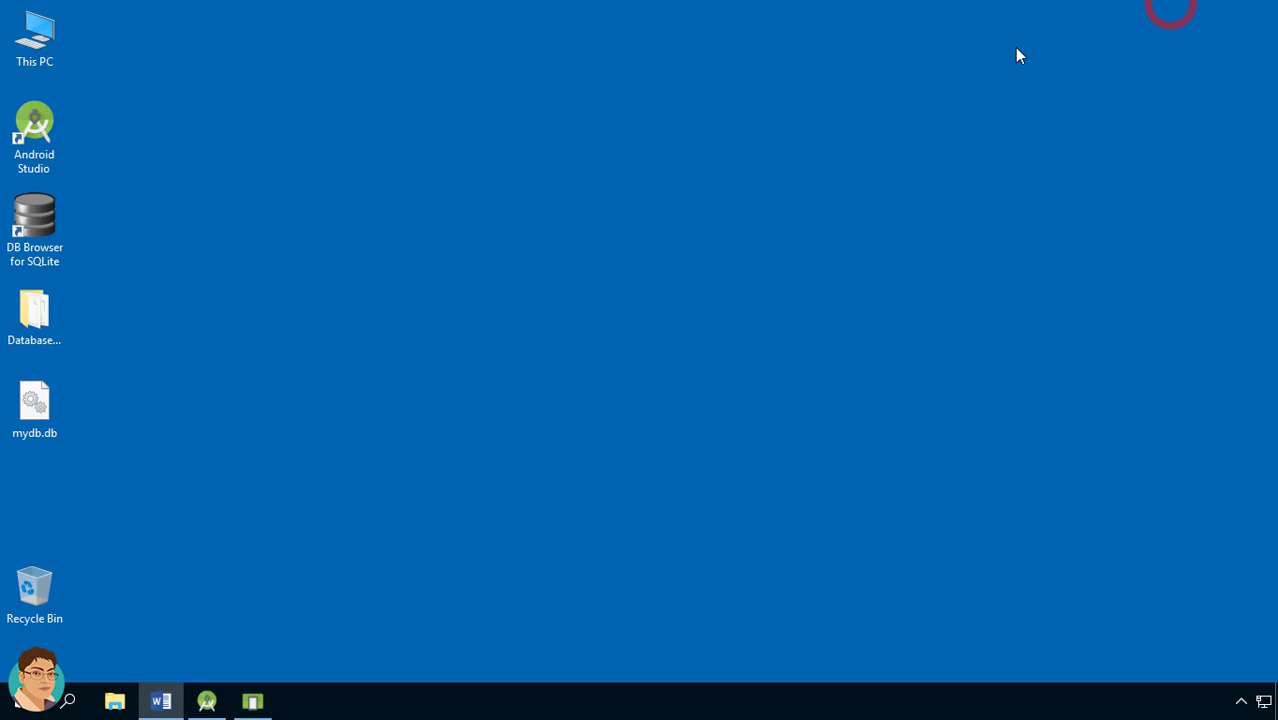 This PC
Android
Studio
DB Browser
for SQLite
Database...
mydb.db
Recycle Bin
W